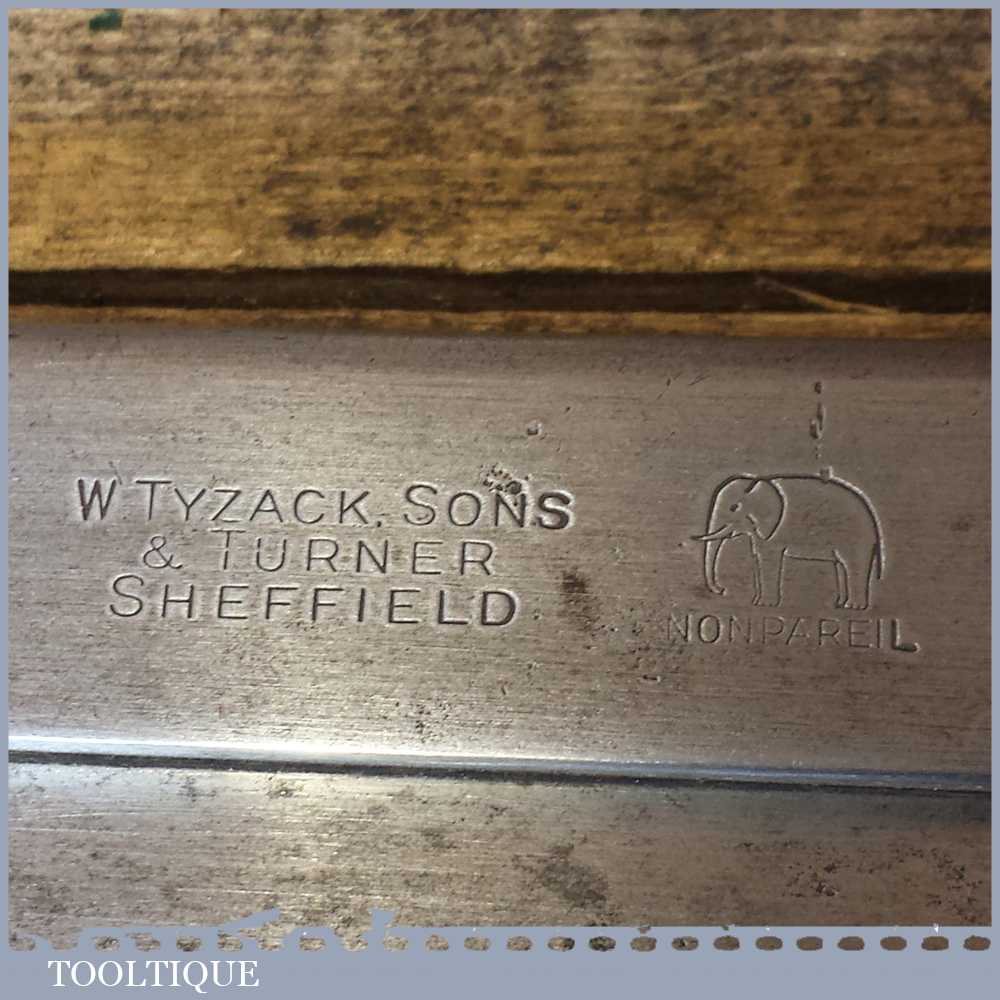 W. TYZACK, SONS
& TURNER
SHEFFIELD
NONPAREIL
TOOLTIQUE